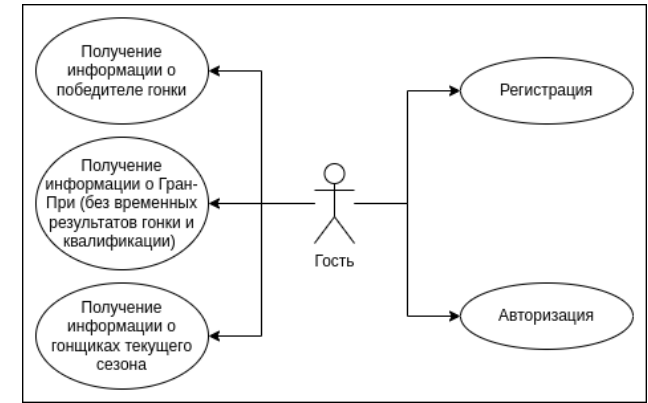 Получение
информации о
победителе гонки
Получение
информации о Гран-
При (без временных
результатов гонки и
квалификации)
Получение
информации о
гонщиках текущего
сезона
Гость
Регистрация
Авторизация